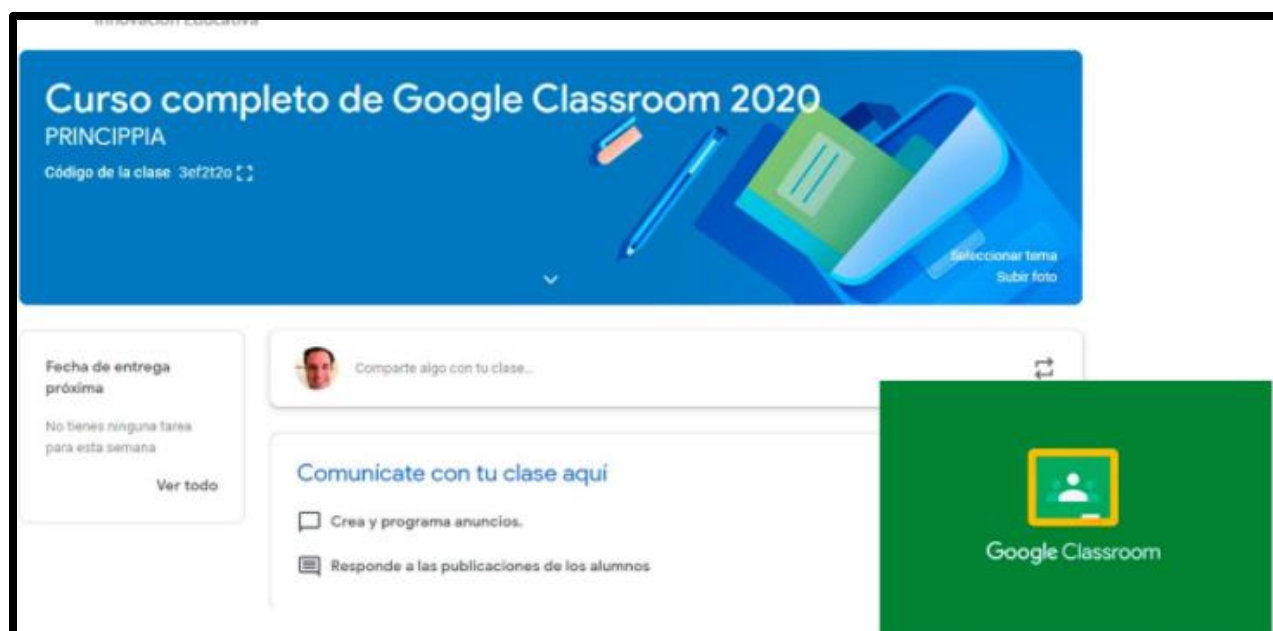 Innovación Educativa
Curso completo de Google Classroom 2020
PRINCIPPIA
Código de la clase 3ef2t2o
Seleccionar tema
Subir foto
Fecha de entrega
próxima
No tienes ninguna tarea
para esta semana
Ver todo
Comparte algo con tu clase...
Comunícate con tu clase aquí
Crea y programa anuncios.
Responde a las publicaciones de los alumnos
Google Classroom